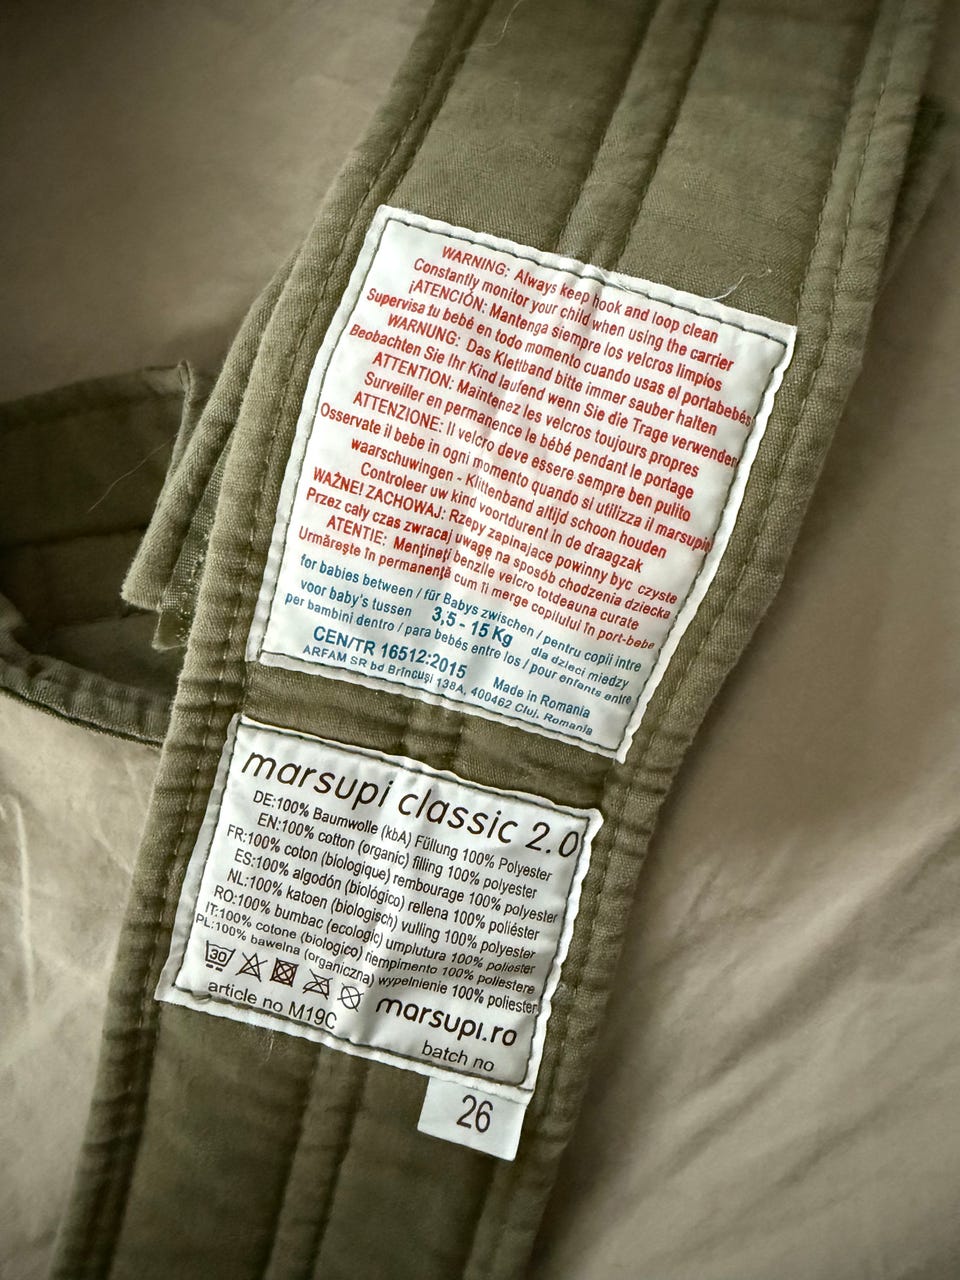 WARNING: Always keep hook and loop clean
Constantly monitor your child when using the carrier
¡ATENCIÓN: Mantenga siempre los velcros limpios
Supervisa tu bebé en todo momento cuando usas el portabebés
WARNUNG: Das Klettband bitte immer sauber halten
Beobachten Sie Ihr Kind laufend wenn Sie die Trage verwenden
ATTENTION: Maintenez les velcros toujours propres
Surveiller en permanence le bébé pendant le portage
ATTENZIONE: Il velcro deve essere sempre ben pulito
Osservate il bebe in ogni momento quando si utilizza il marsupie
waarschuwingen - Klittenband altijd schoon houden
Controleer uw kind voortdurent in de draagzak
WAŻNE! ZACHOWAJ: Rzepy zapinajace powinny byc czyste
Przez cały czas zwracaj uwagę na sposób chodzenia dziecka
ATENTIE: Mențineți benzile velcro totdeauna curate
Urmărește în permanență cum îi merge copilului în port-bebe
for babies between / für Babys zwischen / pentru copii intre
voor baby's tussen 3,5 - 15 Kg dla dzieci miedzy
per bambini dentro / para bebés entre los / pour enfants entre
CEN/TR 16512:2015 Made in Romania
ARFAM SR bd Brîncuși 138A, 400462 Cluj, Romania
marsupi classic 2.0
DE:100% Baumwolle (kbA) Füllung 100% Polyester
EN:100% cotton (organic) filling 100% polyester
FR:100% coton (biologique) rembourage 100% polyester
ES:100% algodón (biológico) rellena 100% poliéster
NL:100% katoen (biologisch) vulling 100% polyester
RO:100% bumbac (ecologic) umplutura 100% poliester
IT:100% cotone (biologico) riempimento 100% poliestere
PL:100% bawelna (organiczna) wypelnienie 100% poliester
30
article no M19C marsupi.ro
batch no
26